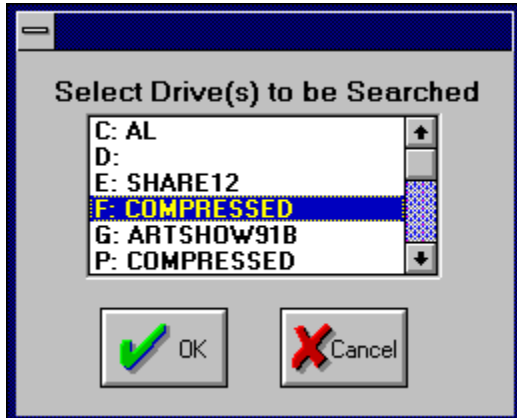 Select Drive(s) to be Searched
C: AL
D:
E: SHARE12
F: COMPRESSED
G: ARTSHOW91B
P: COMPRESSED
OK
Cancel